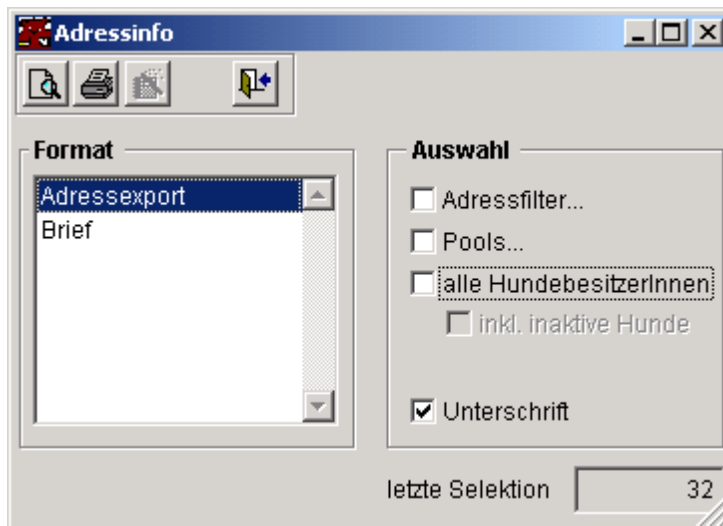 Adressinfo
Format
Adressexport
Brief
Auswahl
Adressfilter...
Pools...
alle HundebesitzerInnen
inkl. inaktive Hunde
Unterschrift
letzte Selektion 32